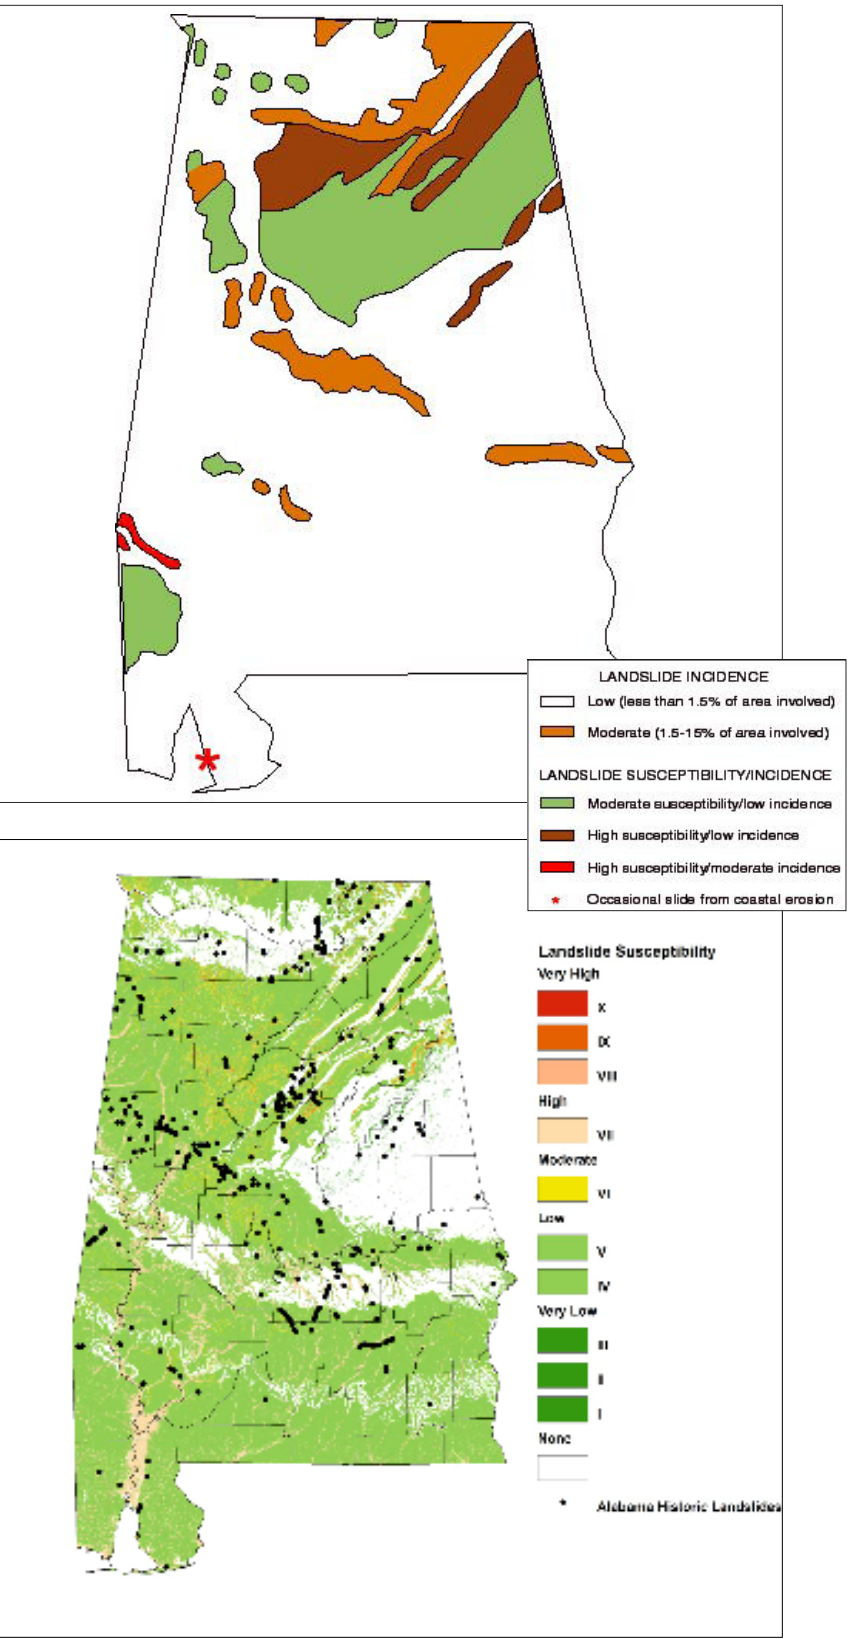 LANDSLIDE INCIDENCE
Low (less than 1.5% of area involved)
Moderate (1.5-15% of area involved)
LANDSLIDE SUSCEPTIBILITY/INCIDENCE
Moderate susceptibility/low incidence
High susceptibility/low incidence
High susceptibility/moderate incidence
* Occasional slide from coastal erosion
Landslide Susceptibility
Very High
X
IX
VIII
High
VII
Moderate
VI
Low
V
IV
Very Low
III
II
I
None
Alabama Historic Landslides